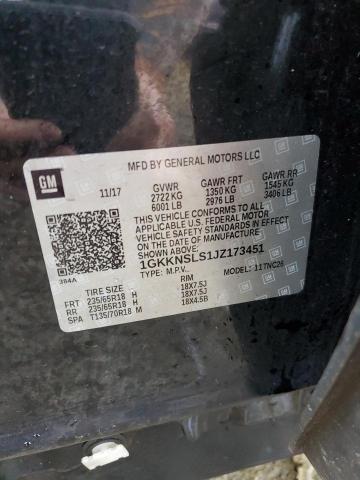 GM
MFD BY GENERAL MOTORS LLC
11/17
GVWR GAWR FRT GAWR RR
2722 KG 1350 KG 1545 KG
6001 LB 2976 LB 3406 LB
THIS VEHICLE CONFORMS TO ALL APPLICABLE U.S. FEDERAL MOTOR VEHICLE SAFETY STANDARDS IN EFFECT ON THE DATE OF MANUFACTURE SHOWN ABOVE
1GKKNSLS1JZ173451
TYPE: M.P.V. MODEL: 11TNC26
384A
TIRE SIZE RIM
FRT 235/65R18 H 18X7.5J
RR 235/65R18 H 18X7.5J
SPA T135/70R18 M 18X4.5B